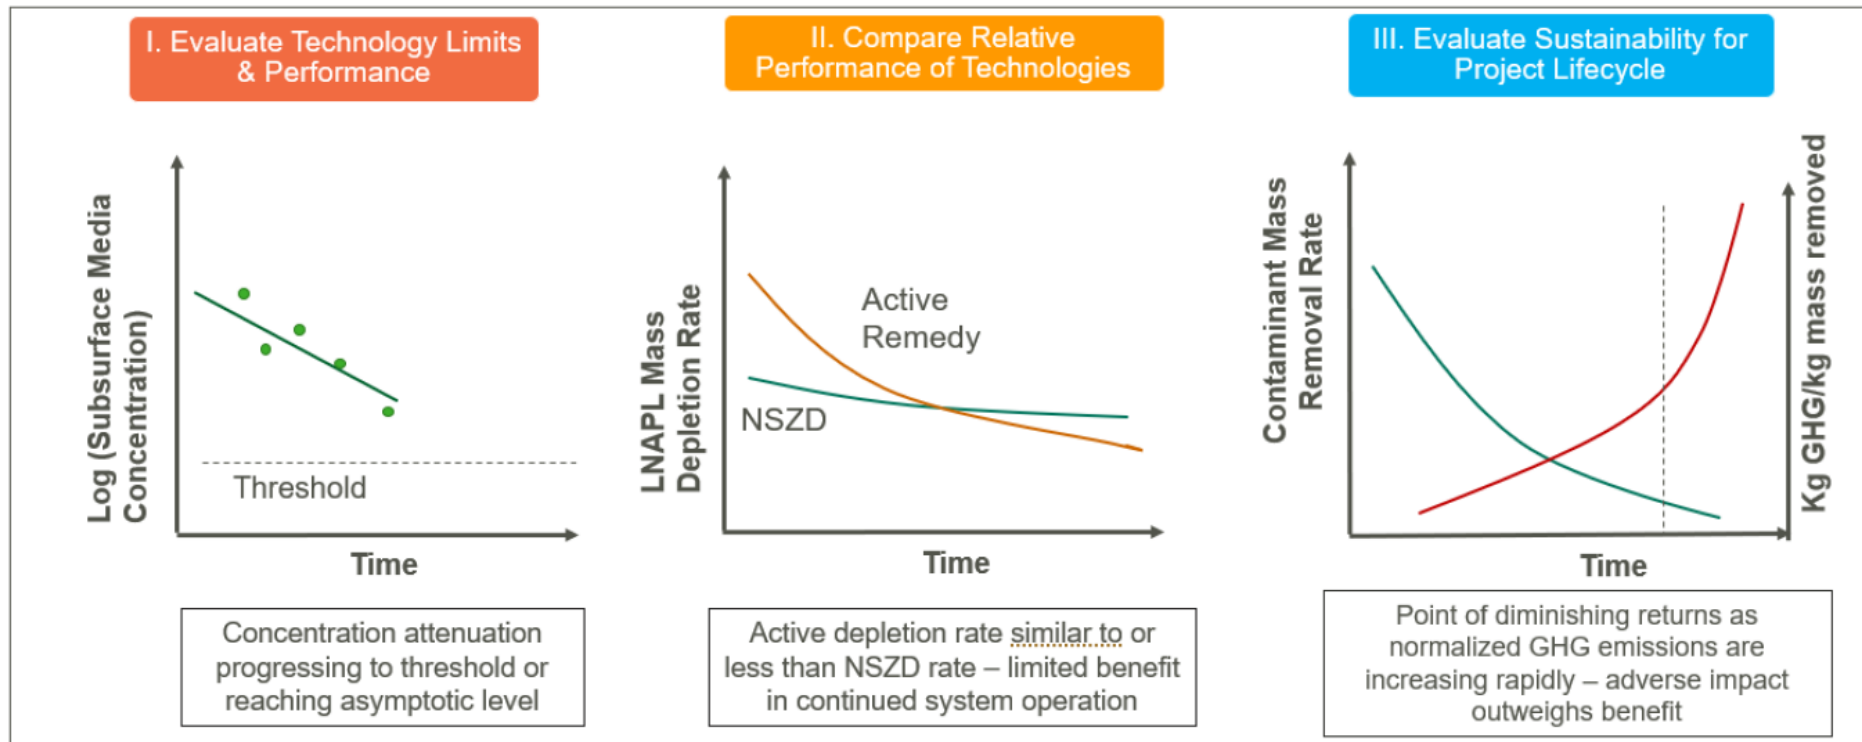 I. Evaluate Technology Limits
& Performance
Log (Subsurface Media
Concentration)
Threshold
Time
Concentration attenuation
progressing to threshold or
reaching asymptotic level
II. Compare Relative
Performance of Technologies
LNAPL Mass
Depletion Rate
Active
Remedy
NSZD
Time
Active depletion rate similar to or
less than NSZD rate – limited benefit
in continued system operation
III. Evaluate Sustainability for
Project Lifecycle
Contaminant Mass
Removal Rate
Kg GHG/kg mass removed
Time
Point of diminishing returns as
normalized GHG emissions are
increasing rapidly – adverse impact
outweighs benefit